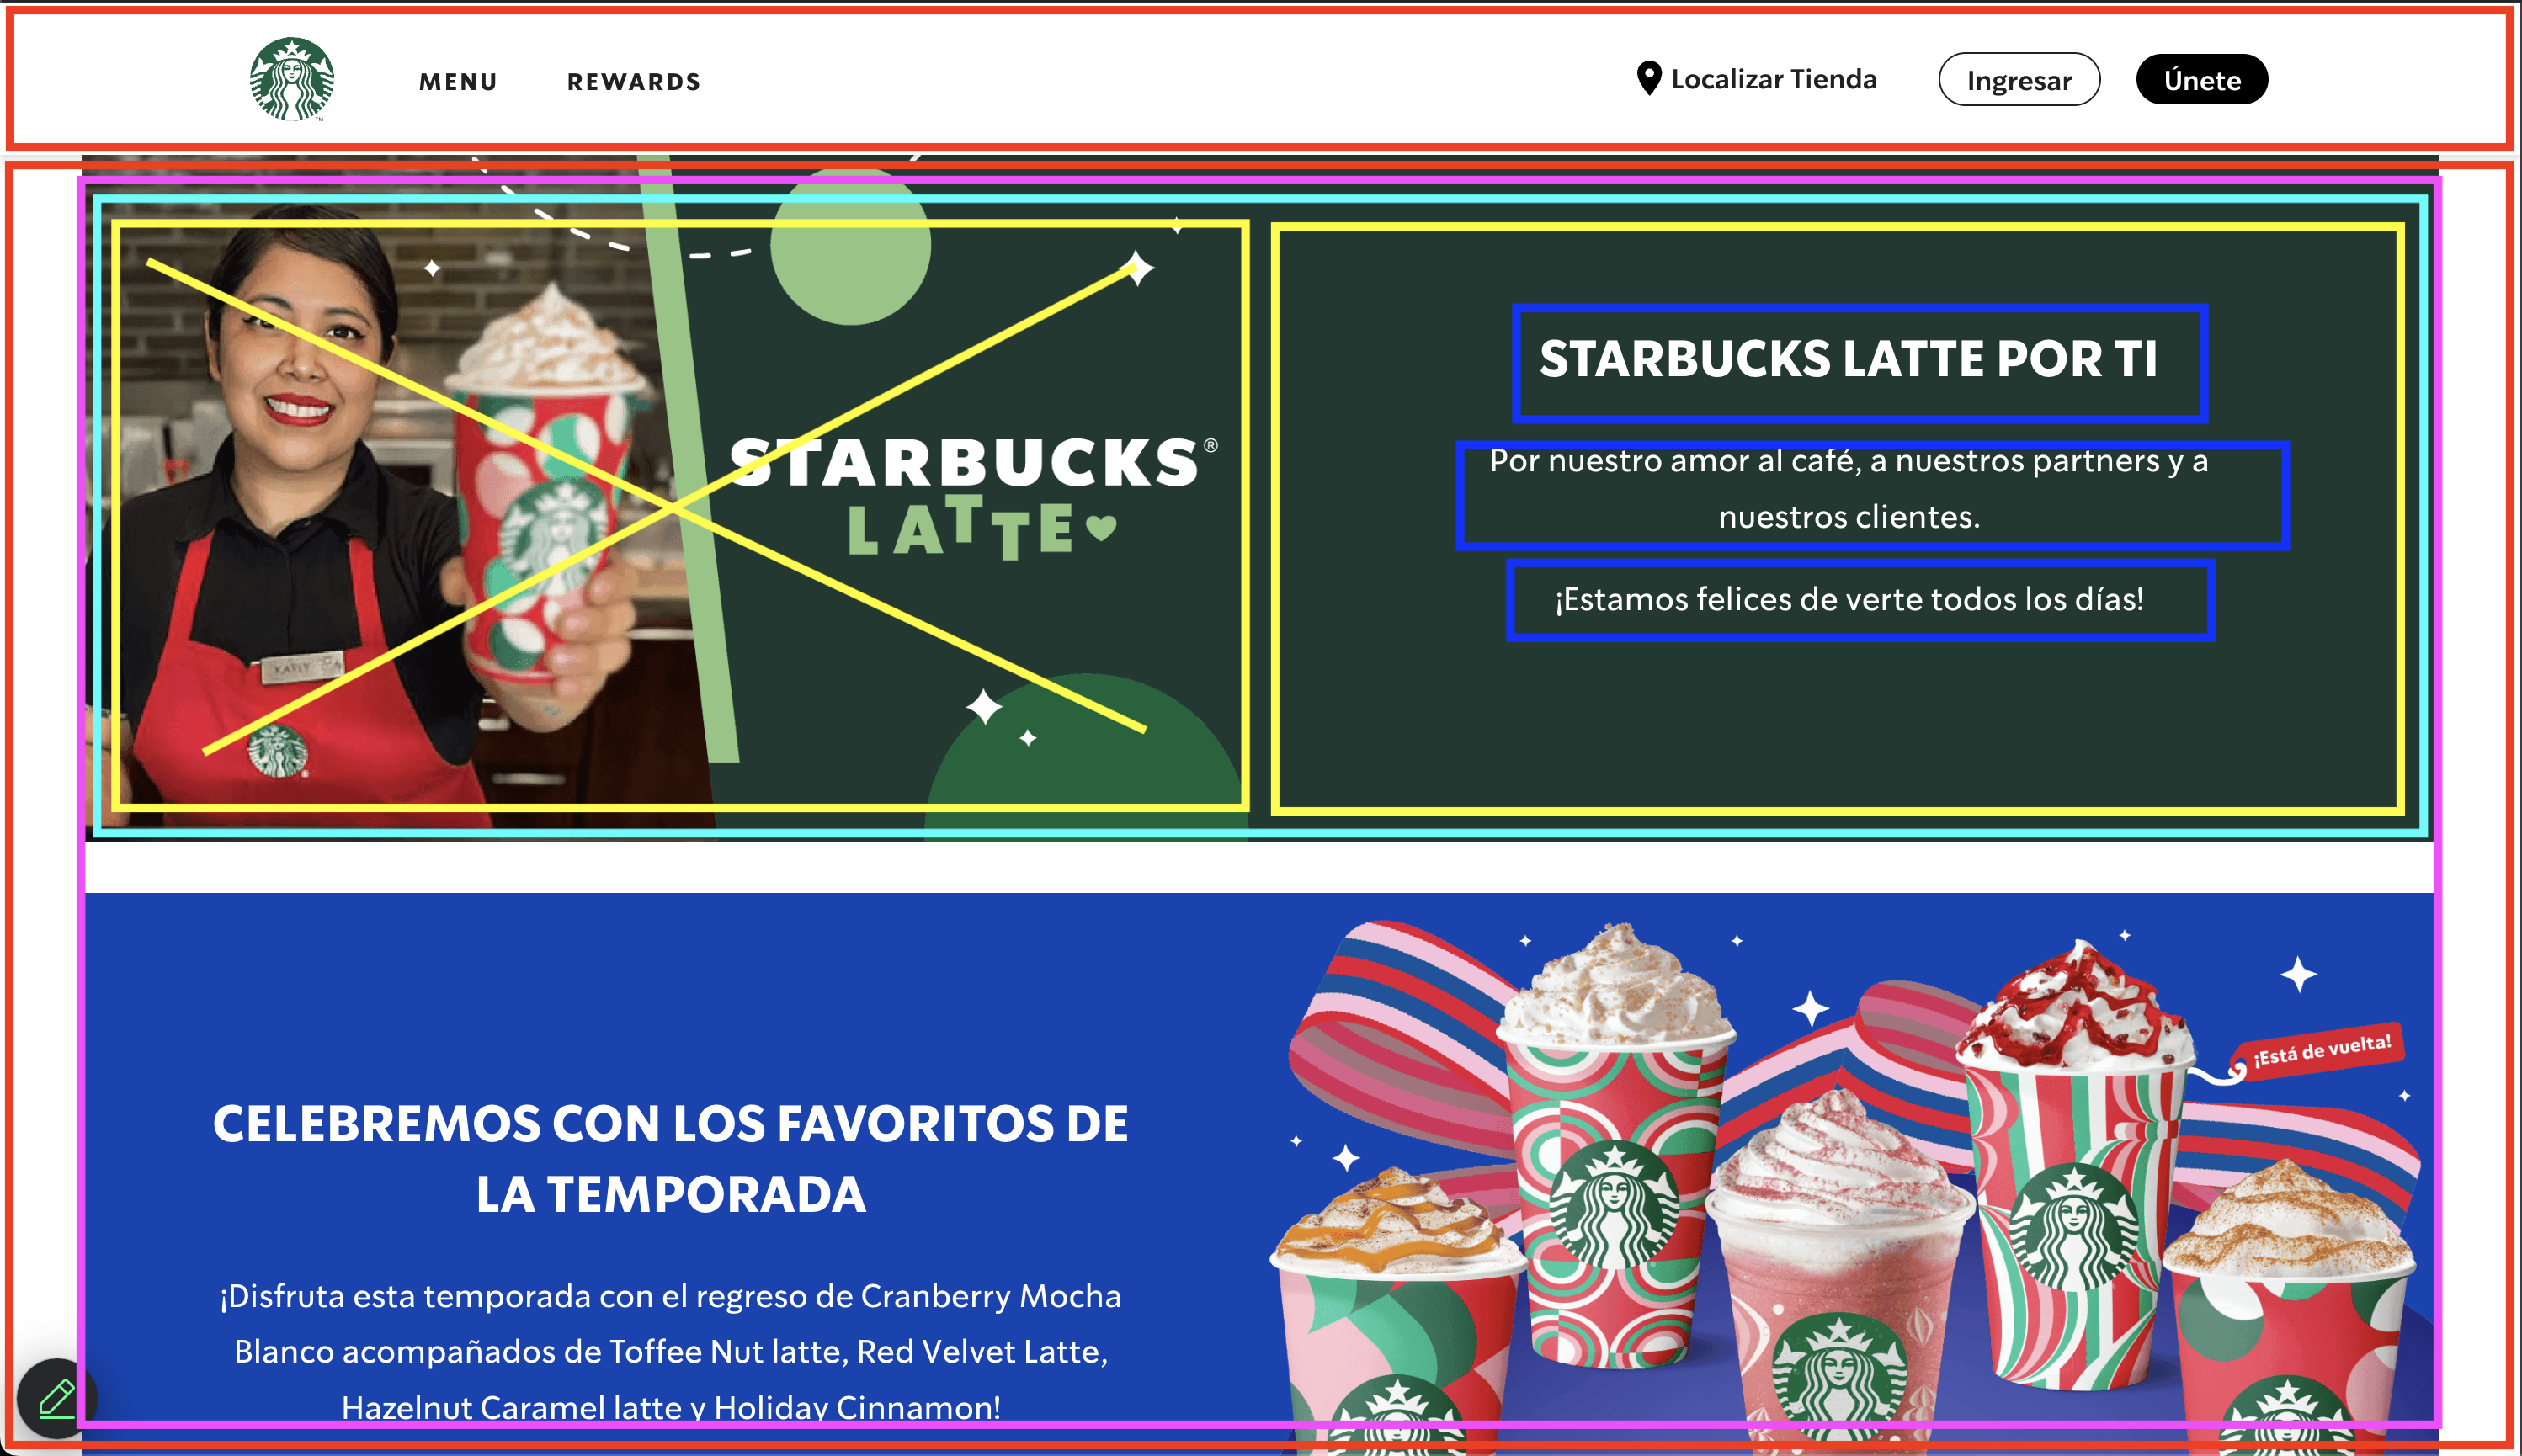 MENU
REWARDS
Localizar Tienda
Ingresar
Únete
STARBUCKS®
LATTE
STARBUCKS LATTE POR TI
Por nuestro amor al café, a nuestros partners y a
nuestros clientes.
¡Estamos felices de verte todos los días!
CELEBREMOS CON LOS FAVORITOS DE
LA TEMPORADA
¡Disfruta esta temporada con el regreso de Cranberry Mocha
Blanco acompañados de Toffee Nut latte, Red Velvet Latte,
Hazelnut Caramel latte y Holiday Cinnamon!
¡Está de vuelta!